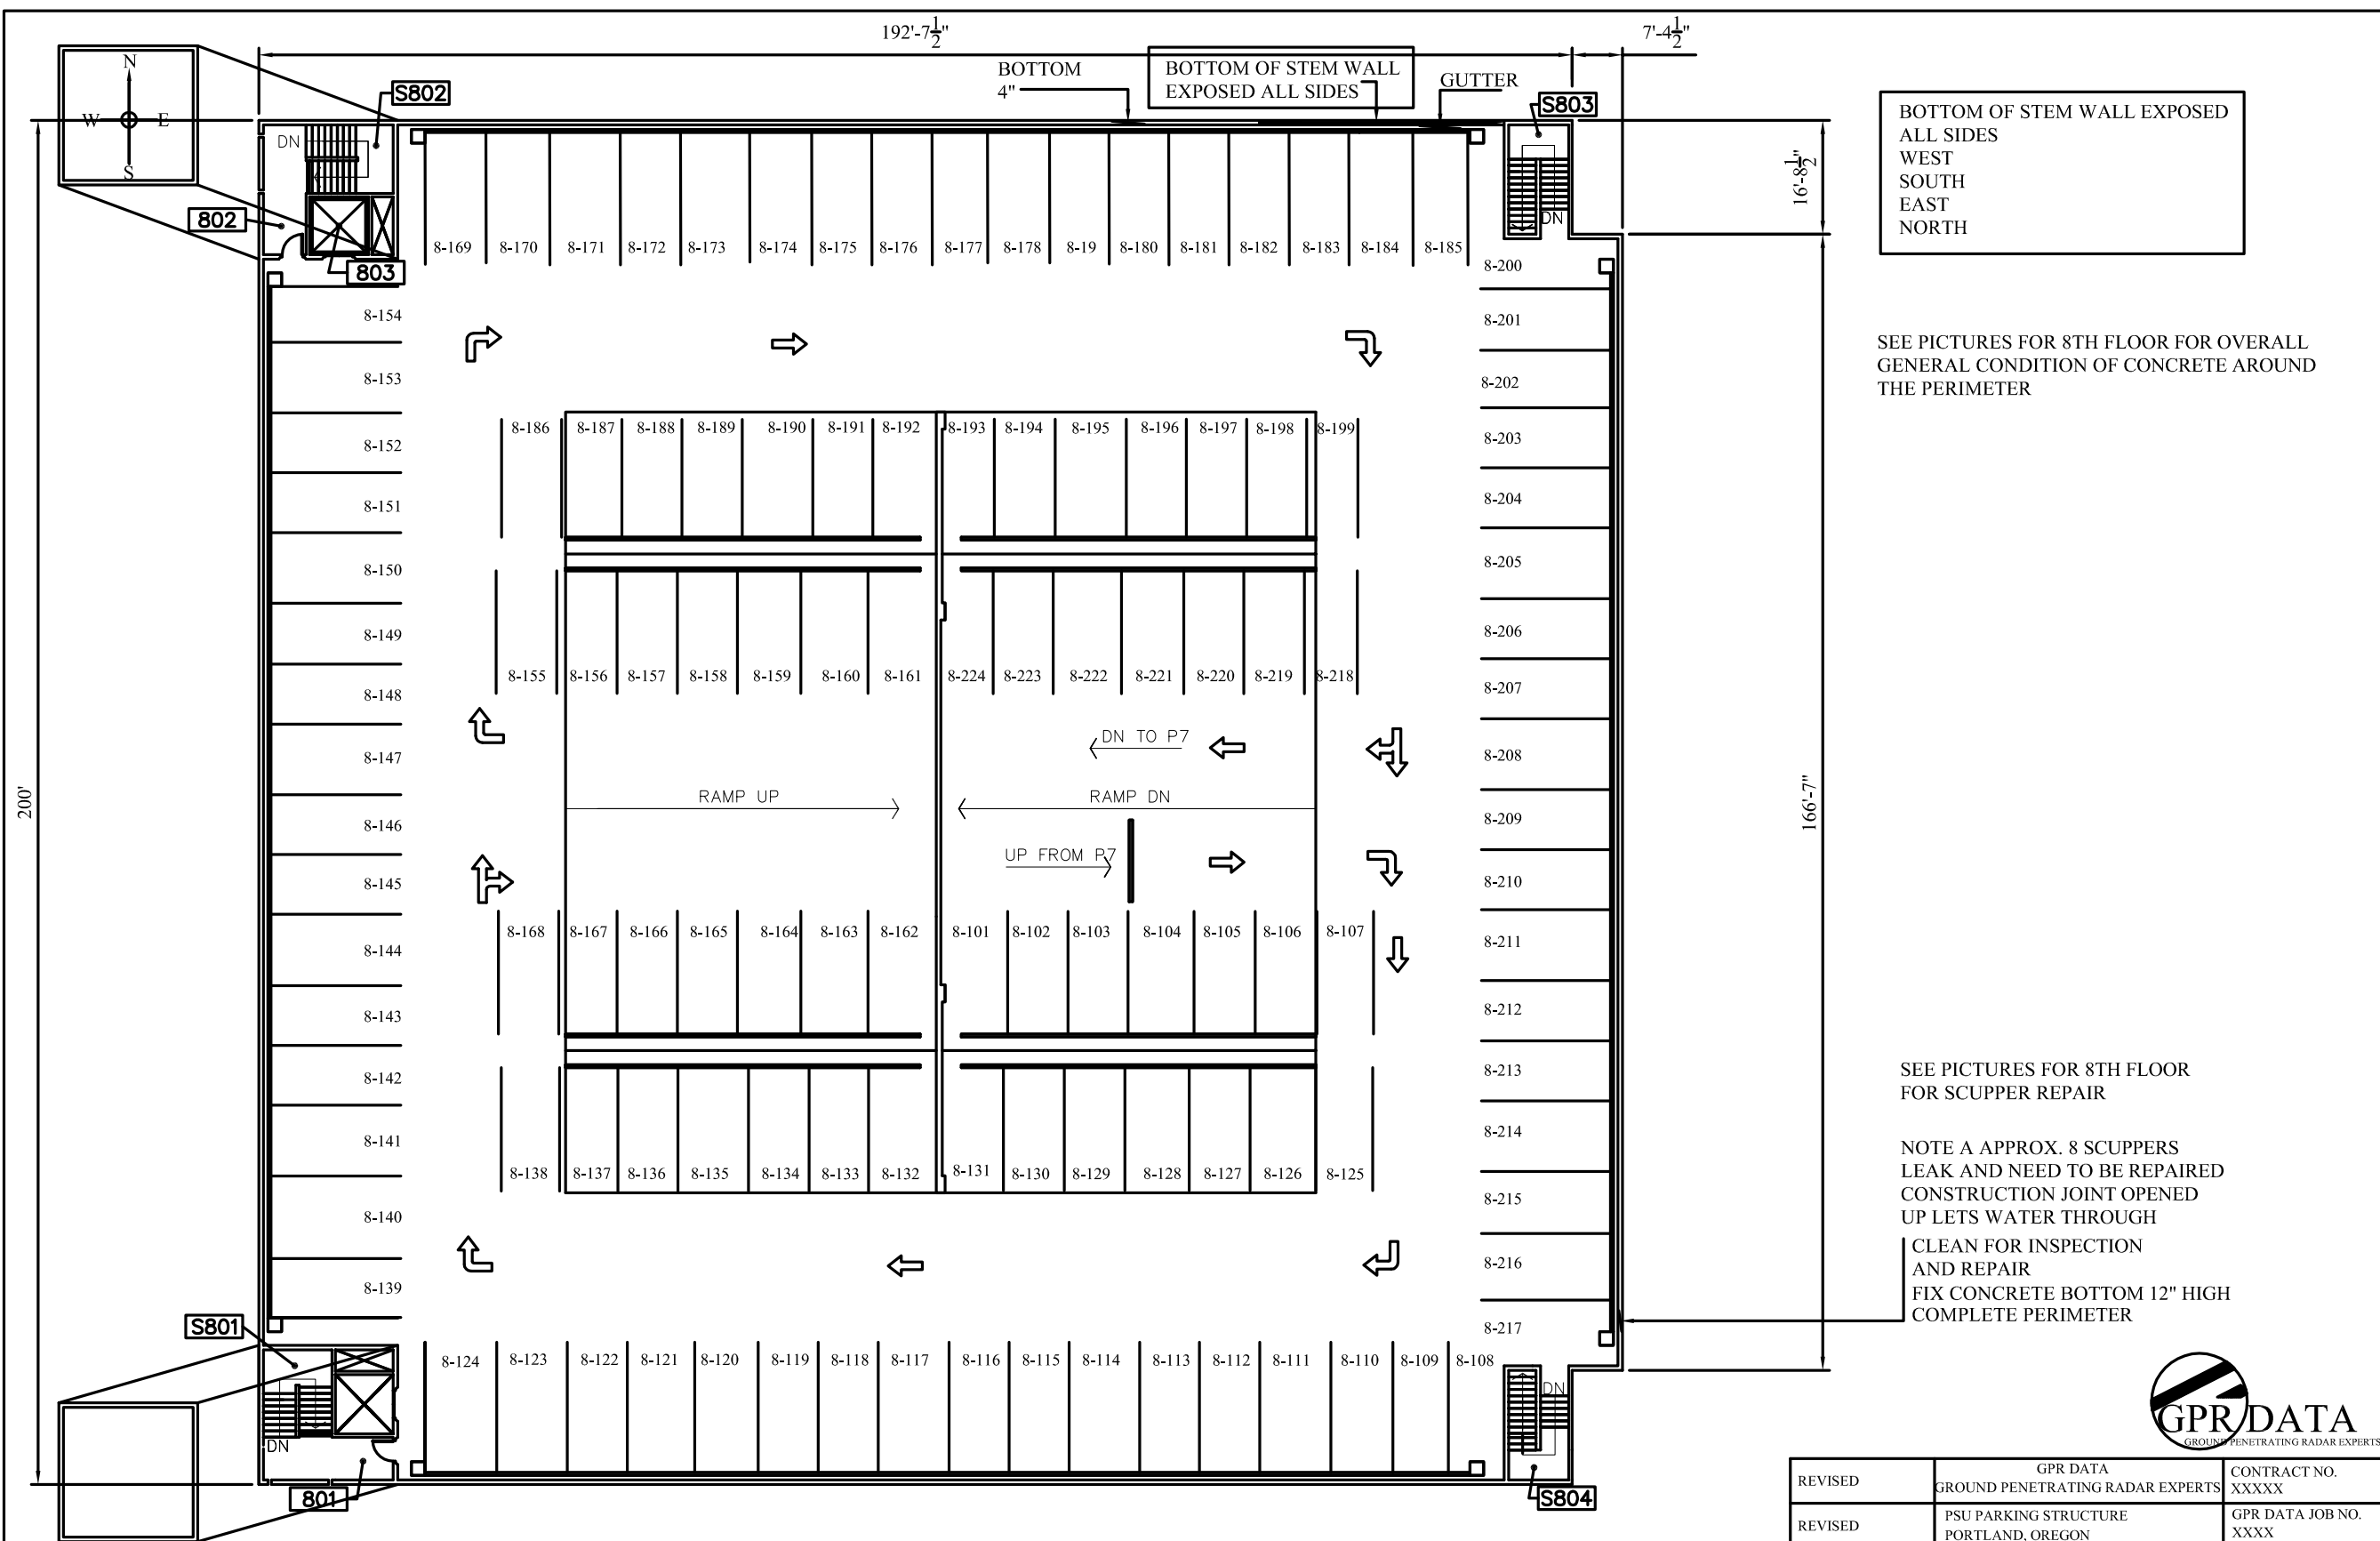 192'-7 1/2"
7'-4 1/2"
N
W E
S
S802
BOTTOM
4"
BOTTOM OF STEM WALL
EXPOSED ALL SIDES
GUTTER
S803
DN
802
803
DN
16'-8 1/2"
BOTTOM OF STEM WALL EXPOSED
ALL SIDES
WEST
SOUTH
EAST
NORTH
8-169 8-170 8-171 8-172 8-173 8-174 8-175 8-176 8-177 8-178 8-19 8-180 8-181 8-182 8-183 8-184 8-185
SEE PICTURES FOR 8TH FLOOR FOR OVERALL
GENERAL CONDITION OF CONCRETE AROUND
THE PERIMETER
8-154
8-153
8-152
8-151
8-150
8-149
8-148
8-147
8-146
8-145
8-144
8-143
8-142
8-141
8-140
8-139
200'
8-186 8-187 8-188 8-189 8-190 8-191 8-192 8-193 8-194 8-195 8-196 8-197 8-198 8-199
8-155 8-156 8-157 8-158 8-159 8-160 8-161 8-224 8-223 8-222 8-221 8-220 8-219 8-218
DN TO P7
RAMP UP
RAMP DN
UP FROM P7
8-168 8-167 8-166 8-165 8-164 8-163 8-162 8-101 8-102 8-103 8-104 8-105 8-106 8-107
8-138 8-137 8-136 8-135 8-134 8-133 8-132 8-131 8-130 8-129 8-128 8-127 8-126 8-125
8-200
8-201
8-202
8-203
8-204
8-205
8-206
8-207
8-208
8-209
8-210
8-211
8-212
8-213
8-214
8-215
8-216
8-217
166'-7"
SEE PICTURES FOR 8TH FLOOR
FOR SCUPPER REPAIR
NOTE A APPROX. 8 SCUPPERS
LEAK AND NEED TO BE REPAIRED
CONSTRUCTION JOINT OPENED
UP LETS WATER THROUGH
CLEAN FOR INSPECTION
AND REPAIR
FIX CONCRETE BOTTOM 12" HIGH
COMPLETE PERIMETER
S801
8-124 8-123 8-122 8-121 8-120 8-119 8-118 8-117 8-116 8-115 8-114 8-113 8-112 8-111 8-110 8-109 8-108
DN
DN
801
S804
GPR DATA
GROUND PENETRATING RADAR EXPERTS
REVISED
GPR DATA
GROUND PENETRATING RADAR EXPERTS
CONTRACT NO.
XXXXX
REVISED
PSU PARKING STRUCTURE
PORTLAND, OREGON
GPR DATA JOB NO.
XXXX